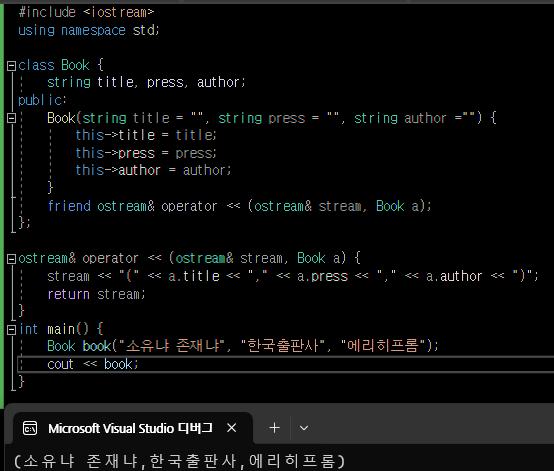 #include <iostream>
using namespace std;
class Book {
string title, press, author;
public:
Book(string title = "", string press = "", string author ="") {
this->title = title;
this->press = press;
this->author = author;
}
friend ostream& operator << (ostream& stream, Book a);
};
ostream& operator << (ostream& stream, Book a) {
stream << "(" << a.title << "," << a.press << "," << a.author << ")";
return stream;
}
int main() {
Book book("소유냐 존재냐", "한국출판사", "에리히프롬");
cout << book;
}
Microsoft Visual Studio 디버그
(소유냐 존재냐,한국출판사,에리히프롬)